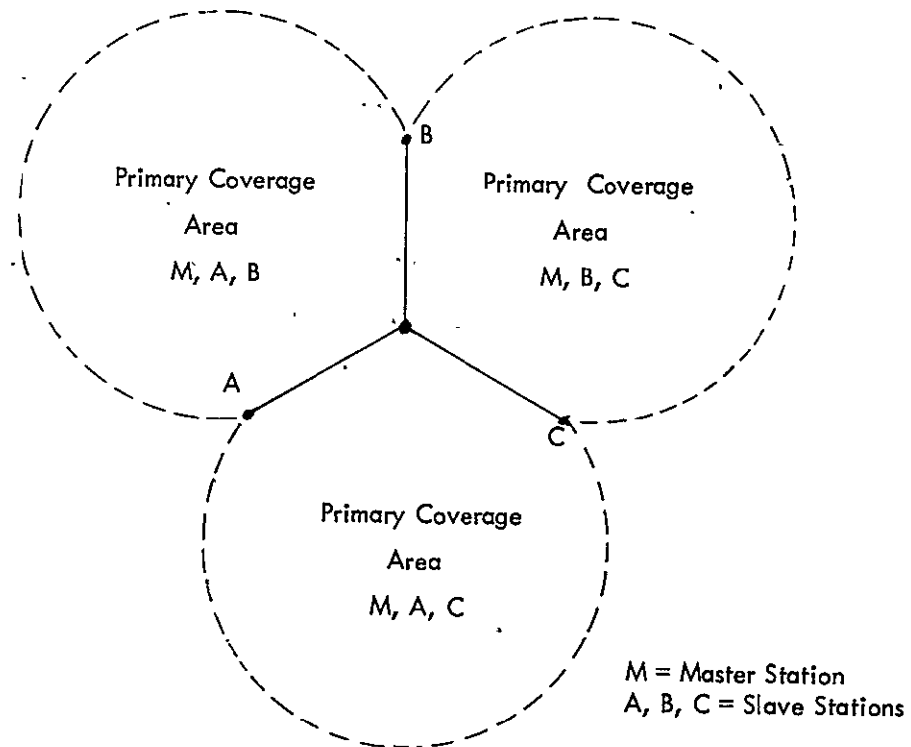 B
Primary Coverage
Area
M, A, B
Primary Coverage
Area
M, B, C
A
C
Primary Coverage
Area
M, A, C
M = Master Station
A, B, C = Slave Stations